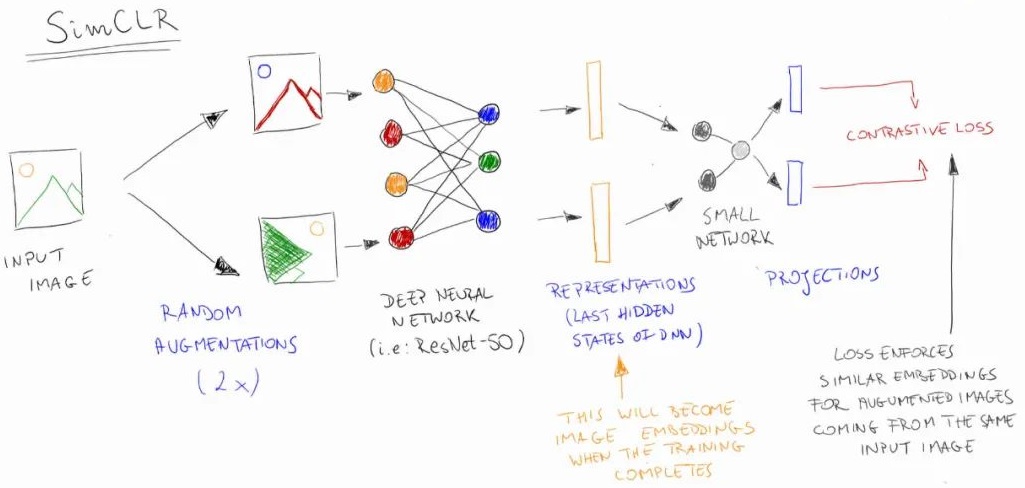 SimCLR
INPUT
IMAGE
RANDOM
AUGMENTATIONS
(2x)
DEEP NEURAL
NETWORK
(i.e: ResNet-50)
REPRESENTATIONS
(LAST HIDDEN
STATES OF DNN)
THIS WILL BECOME
IMAGE EMBEDDINGS
WHEN THE TRAINING
COMPLETES
SMALL
NETWORK
PROJECTIONS
CONTRASTIVE LOSS
LOSS ENFORCES
SIMILAR EMBEDDINGS
FOR AUGUMENTED IMAGES
COMING FROM THE SAME
INPUT IMAGE